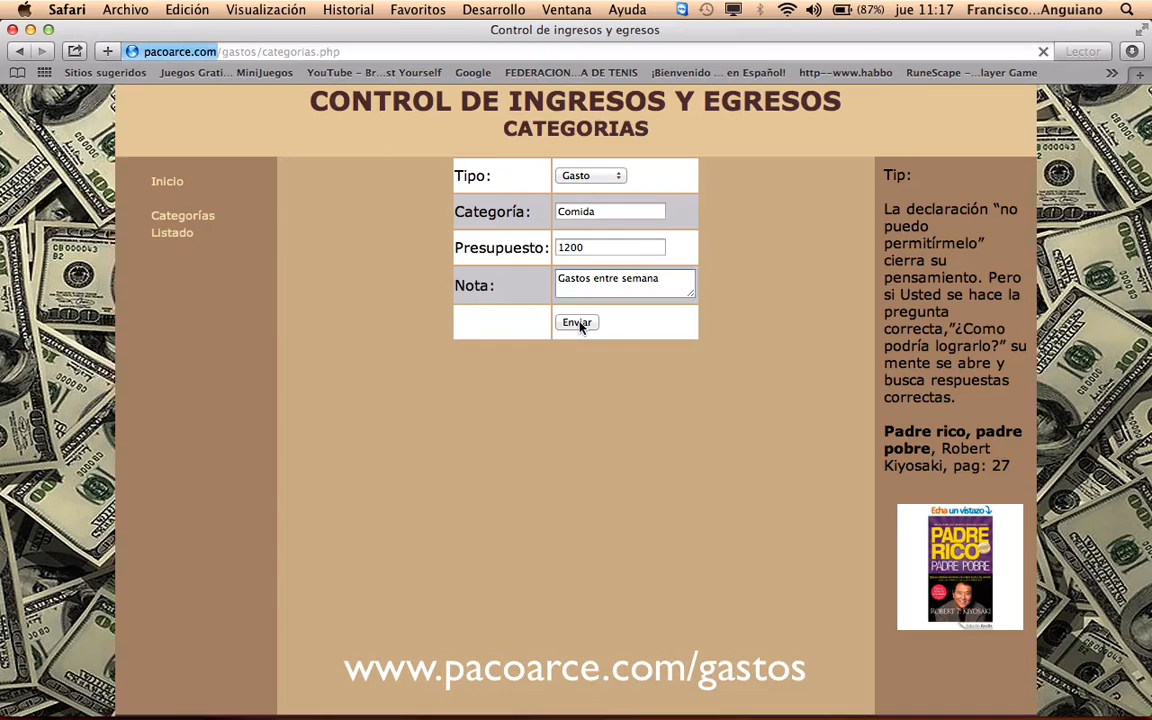 Safari Archivo Edición Visualización Historial Favoritos Desarrollo Ventana Ayuda (87%) jue 11:17 Francisco...Anguiano
Control de ingresos y egresos
pacoarce.com/gastos/categorias.php Lector
Sitios sugeridos Juegos Grati... MiniJuegos YouTube - Br...st Yourself Google FEDERACION...A DE TENIS ¡Bienvenido ... en Español! http--www.habbo RuneScape -...layer Game
CONTROL DE INGRESOS Y EGRESOS
CATEGORIAS
Inicio
Categorías
Listado
Tipo: Gasto
Categoría: Comida
Presupuesto: 1200
Nota: Gastos entre semana
Enviar
Tip:
La declaración “no
puedo
permitírmelo”
cierra su
pensamiento. Pero
si Usted se hace la
pregunta
correcta,”¿Como
podría lograrlo?” su
mente se abre y
busca respuestas
correctas.
Padre rico, padre
pobre, Robert
Kiyosaki, pag: 27
Echa un vistazo
PADRE
RICO
PADRE POBRE
ROBERT T. KIYOSAKI
www.pacoarce.com/gastos